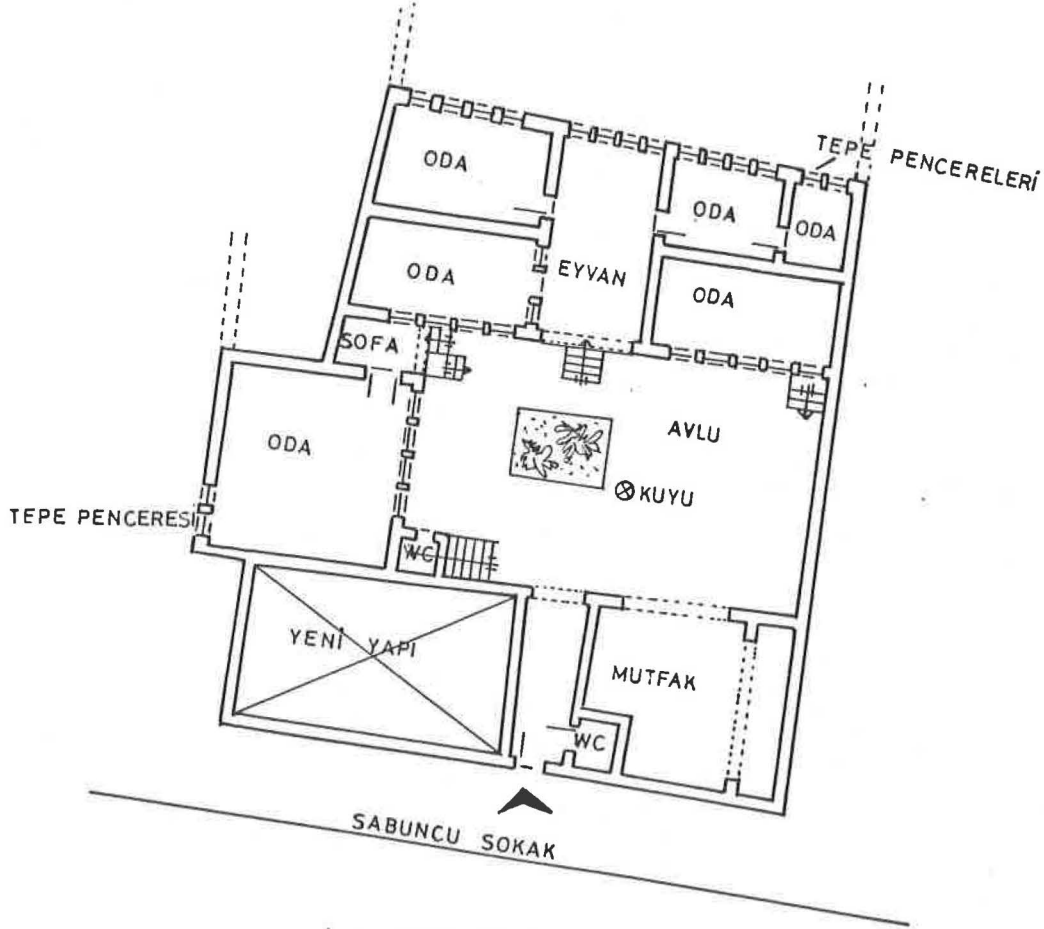 ODA
TEPE PENCERELERİ
ODA
ODA
ODA
EYVAN
ODA
SOFA
ODA
AVLU
KUYU
TEPE PENCERESİ
WC
YENİ YAPI
MUTFAK
WC
SABUNCU SOKAK